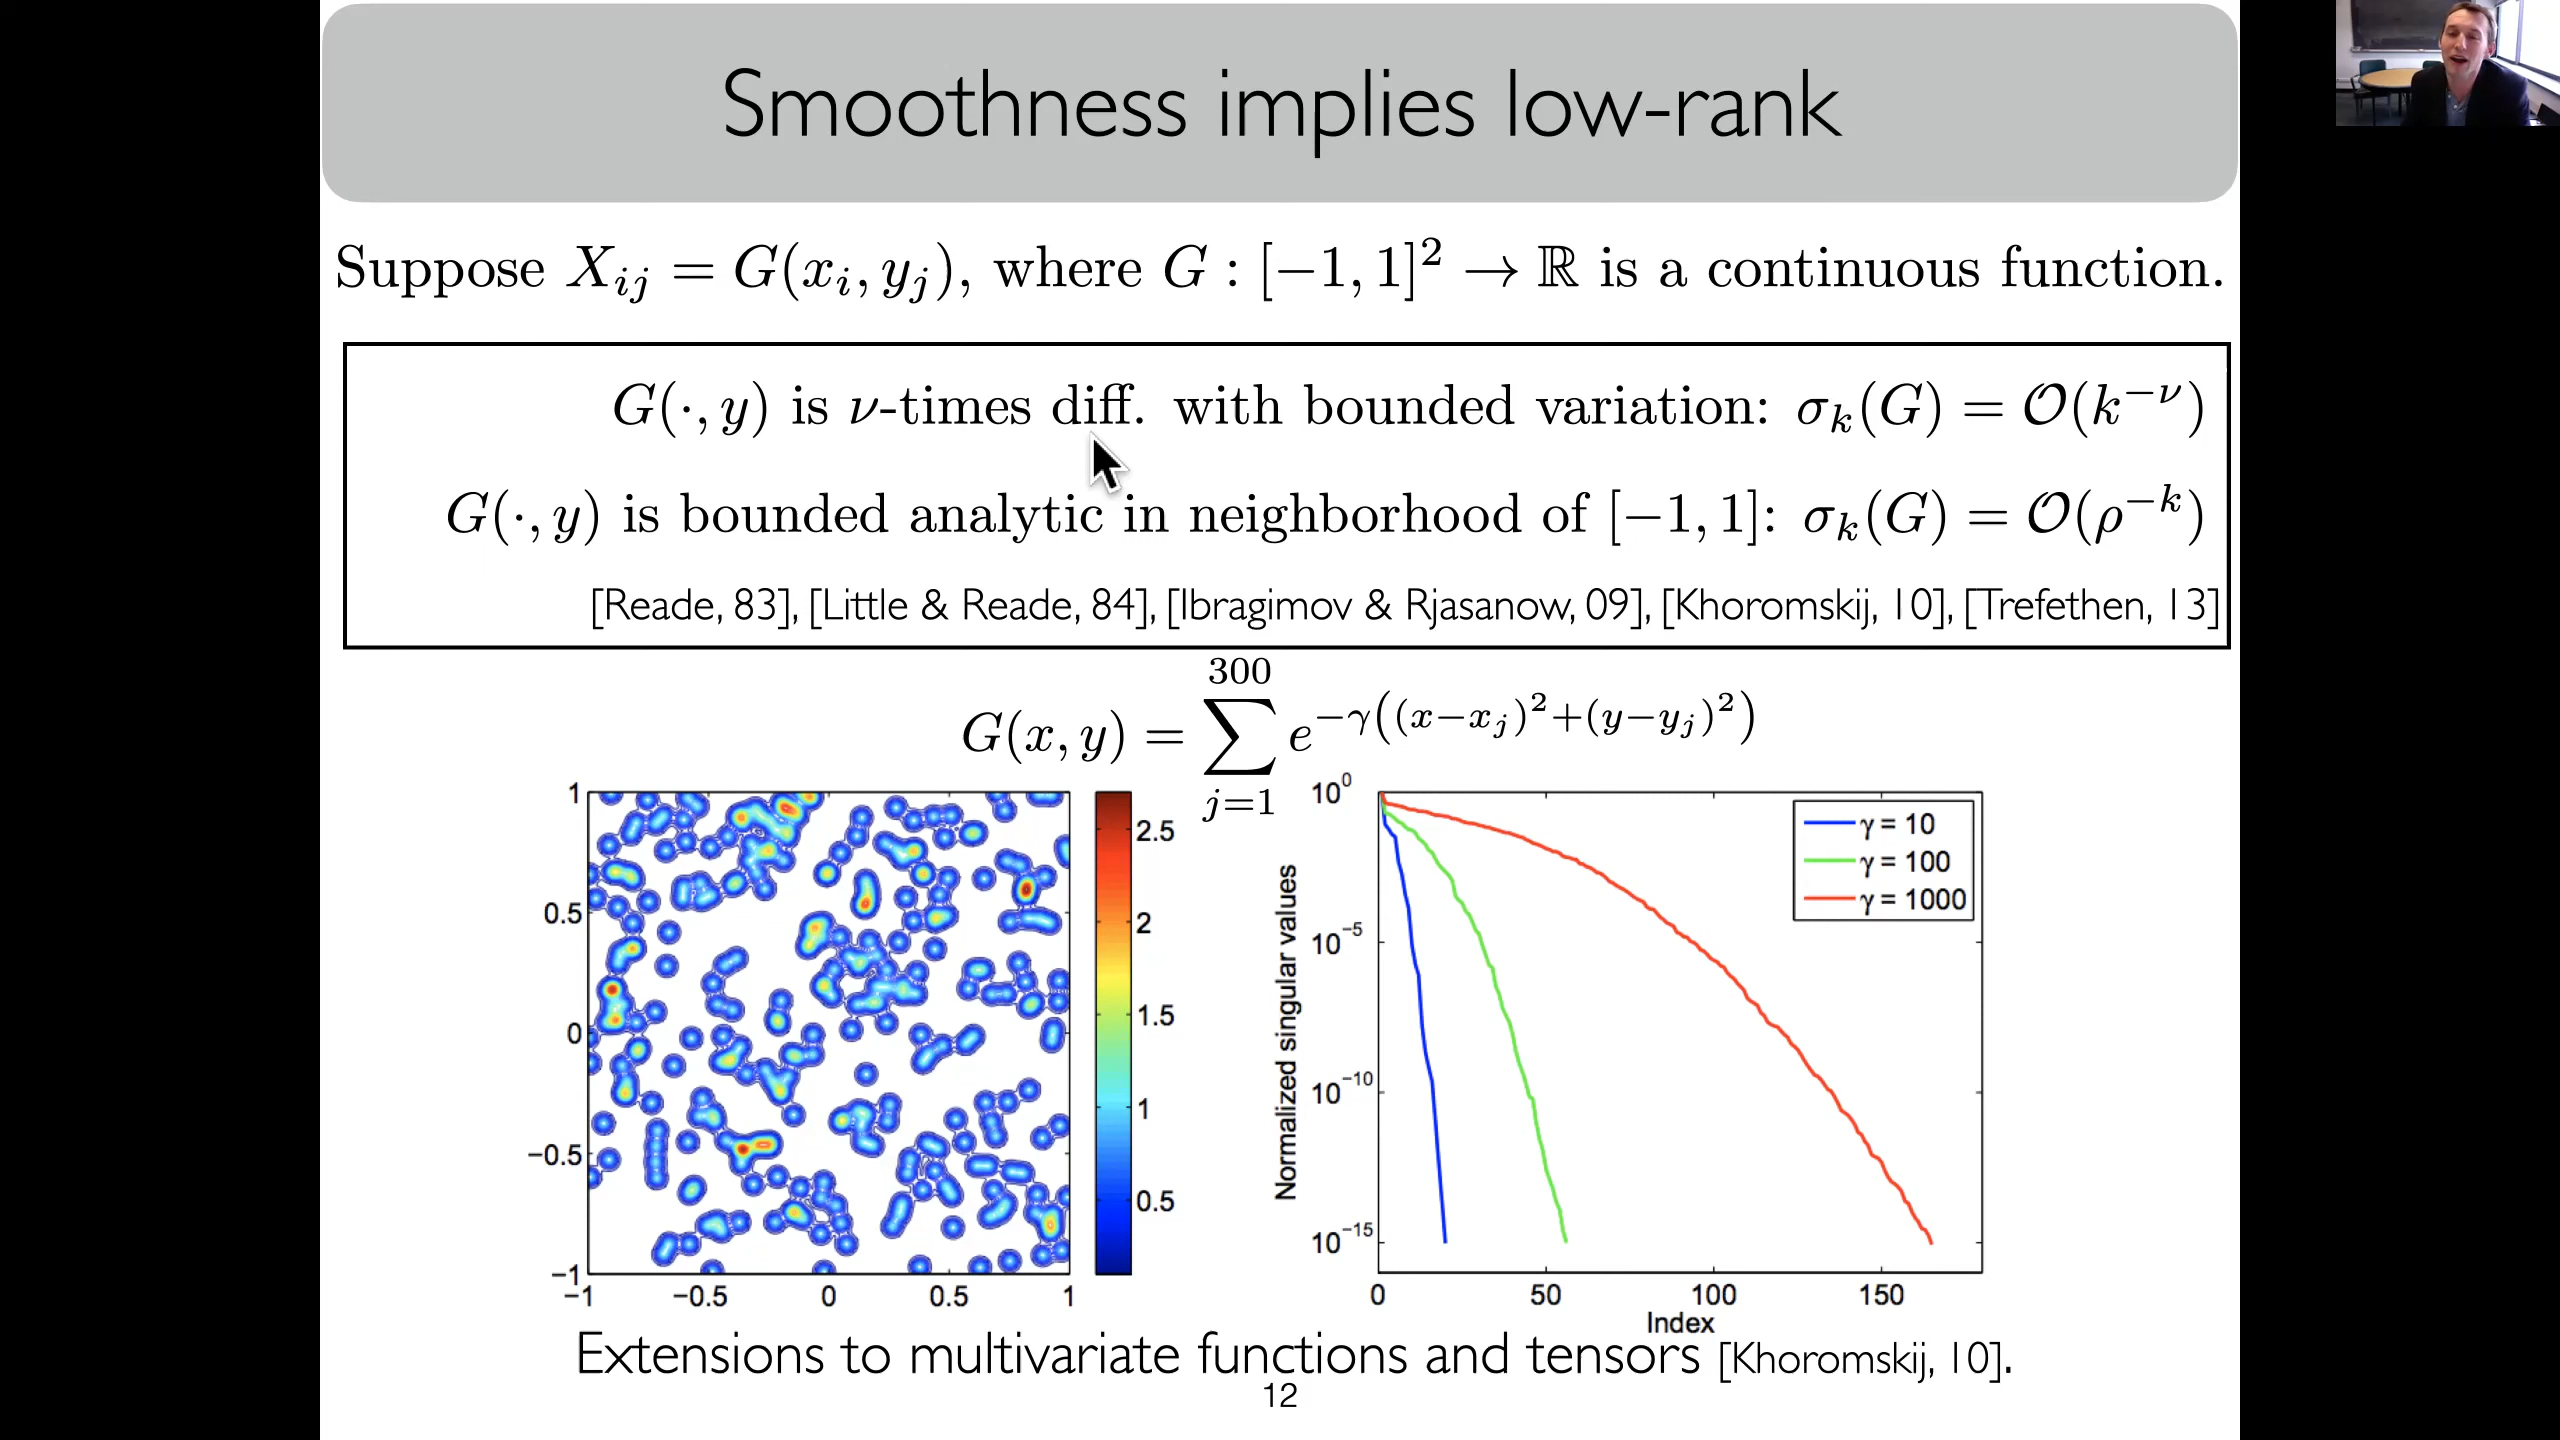 Smoothness implies low-rank
Suppose X_{ij} = G(x_i, y_j), where G : [−1, 1]² → ℝ is a continuous function.
G(·, y) is ν-times diff. with bounded variation: σ_k(G) = 𝒪(k^{−ν})
G(·, y) is bounded analytic in neighborhood of [−1, 1]: σ_k(G) = 𝒪(ρ^{−k})
[Reade, 83], [Little & Reade, 84], [Ibragimov & Rjasanow, 09], [Khoromskij, 10], [Trefethen, 13]
G(x, y) = \sum_{j=1}^{300} e^{−γ((x−x_j)²+(y−y_j)²)}
1
0.5
0
−0.5
−1
−1 −0.5 0 0.5 1
2.5
2
1.5
1
0.5
Normalized singular values
10^0
10^{−5}
10^{−10}
10^{−15}
γ = 10
γ = 100
γ = 1000
0 50 100 150
Index
Extensions to multivariate functions and tensors [Khoromskij, 10].
12